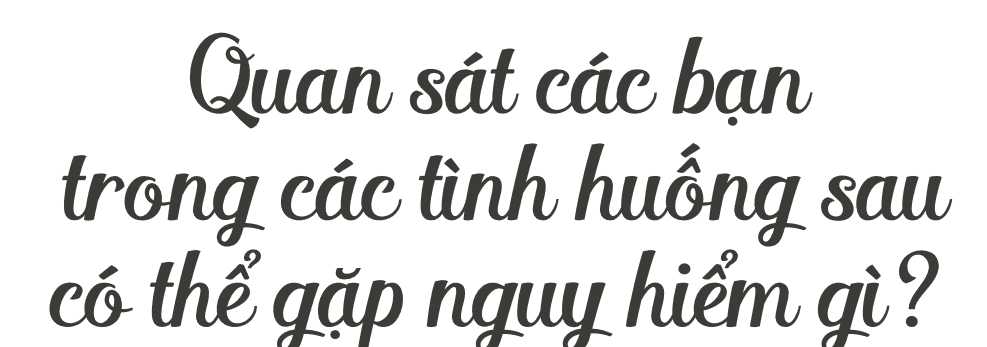 Quan sát các bạn
trong các tình huống sau
có thể gặp nguy hiểm gì?